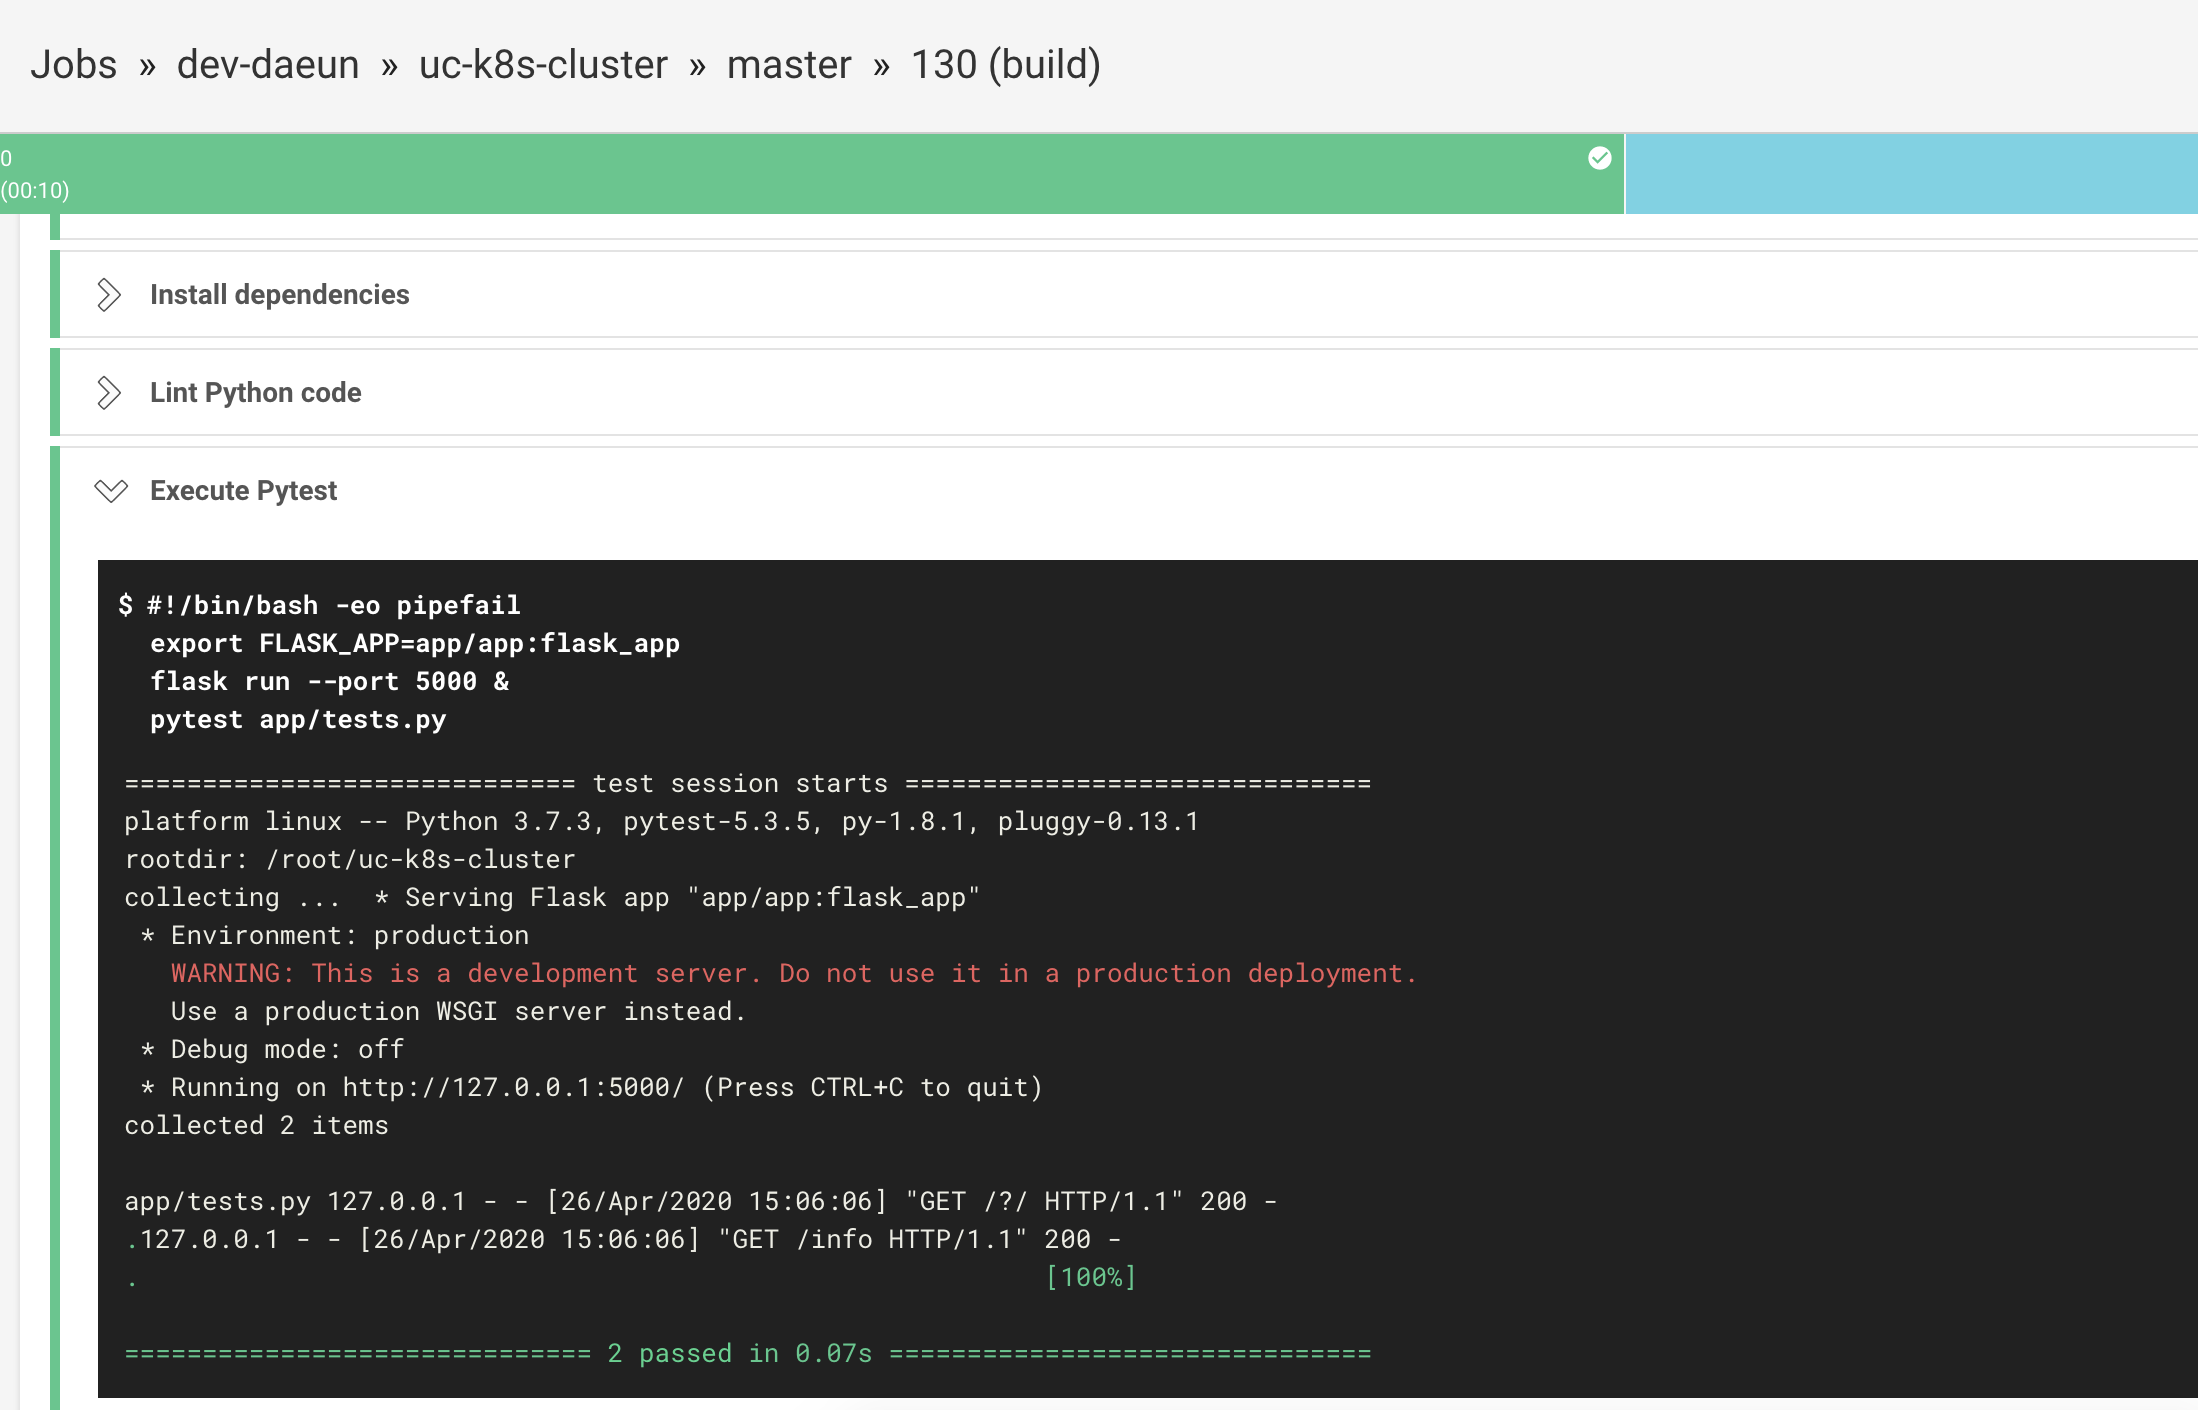 Jobs » dev-daeun » uc-k8s-cluster » master » 130 (build)
0
(00:10)
Install dependencies
Lint Python code
Execute Pytest
$ #!/bin/bash -eo pipefail
export FLASK_APP=app/app:flask_app
flask run --port 5000 &
pytest app/tests.py
============================= test session starts ==============================
platform linux -- Python 3.7.3, pytest-5.3.5, py-1.8.1, pluggy-0.13.1
rootdir: /root/uc-k8s-cluster
collecting ...  * Serving Flask app "app/app:flask_app"
* Environment: production
WARNING: This is a development server. Do not use it in a production deployment.
Use a production WSGI server instead.
* Debug mode: off
* Running on http://127.0.0.1:5000/ (Press CTRL+C to quit)
collected 2 items
app/tests.py 127.0.0.1 - - [26/Apr/2020 15:06:06] "GET /?/ HTTP/1.1" 200 -
.127.0.0.1 - - [26/Apr/2020 15:06:06] "GET /info HTTP/1.1" 200 -
. [100%]
============================== 2 passed in 0.07s ===============================